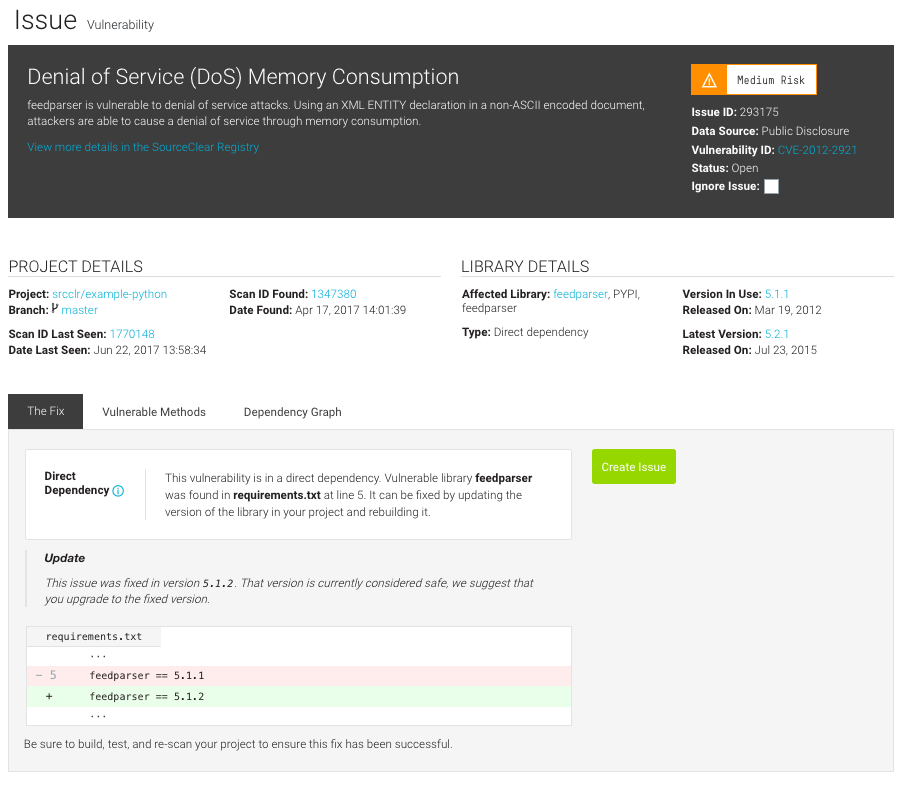 Issue Vulnerability
Denial of Service (DoS) Memory Consumption
feedparser is vulnerable to denial of service attacks. Using an XML ENTITY declaration in a non-ASCII encoded document,
attackers are able to cause a denial of service through memory consumption.
View more details in the SourceClear Registry
Medium Risk
Issue ID: 293175
Data Source: Public Disclosure
Vulnerability ID: CVE-2012-2921
Status: Open
Ignore Issue:
PROJECT DETAILS
Project: srcclr/example-python
Branch: master
Scan ID Last Seen: 1770148
Date Last Seen: Jun 22, 2017 13:58:34
Scan ID Found: 1347380
Date Found: Apr 17, 2017 14:01:39
LIBRARY DETAILS
Affected Library: feedparser, PYPI,
feedparser
Type: Direct dependency
Version In Use: 5.1.1
Released On: Mar 19, 2012
Latest Version: 5.2.1
Released On: Jul 23, 2015
The Fix
Vulnerable Methods
Dependency Graph
Direct
Dependency
This vulnerability is in a direct dependency. Vulnerable library feedparser
was found in requirements.txt at line 5. It can be fixed by updating the
version of the library in your project and rebuilding it.
Create Issue
Update
This issue was fixed in version 5.1.2. That version is currently considered safe, we suggest that
you upgrade to the fixed version.
requirements.txt
...
– 5 feedparser == 5.1.1
+ feedparser == 5.1.2
...
Be sure to build, test, and re-scan your project to ensure this fix has been successful.